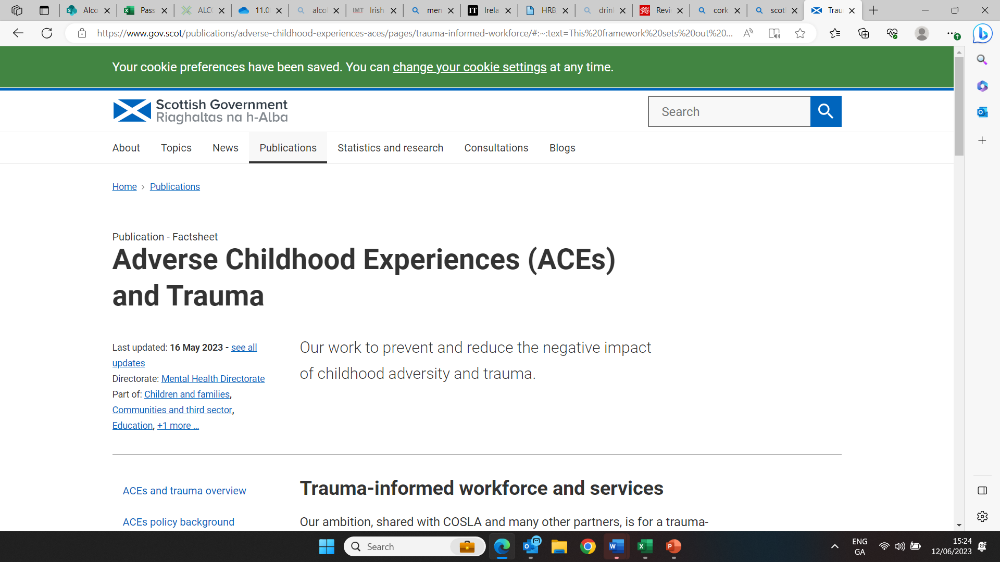 Alco
Pass
ALCO
11.0
alco
IMT Irish
men
IT Irela
HRB
drin
Revi
cork
scot
Trau
https://www.gov.scot/publications/adverse-childhood-experiences-aces/pages/trauma-informed-workforce/#:~:text=This%20framework%20sets%20out%20...
Your cookie preferences have been saved. You can change your cookie settings at any time.
Scottish Government
Riaghaltas na h-Alba
Search
About Topics News Publications Statistics and research Consultations Blogs
Home > Publications
Publication - Factsheet
Adverse Childhood Experiences (ACEs)
and Trauma
Last updated: 16 May 2023 - see all
updates
Directorate: Mental Health Directorate
Part of: Children and families,
Communities and third sector,
Education, +1 more …
Our work to prevent and reduce the negative impact
of childhood adversity and trauma.
ACEs and trauma overview
ACEs policy background
Trauma-informed workforce and services
Our ambition, shared with COSLA and many other partners, is for a trauma-
Search
ENG
GA
15:24
12/06/2023